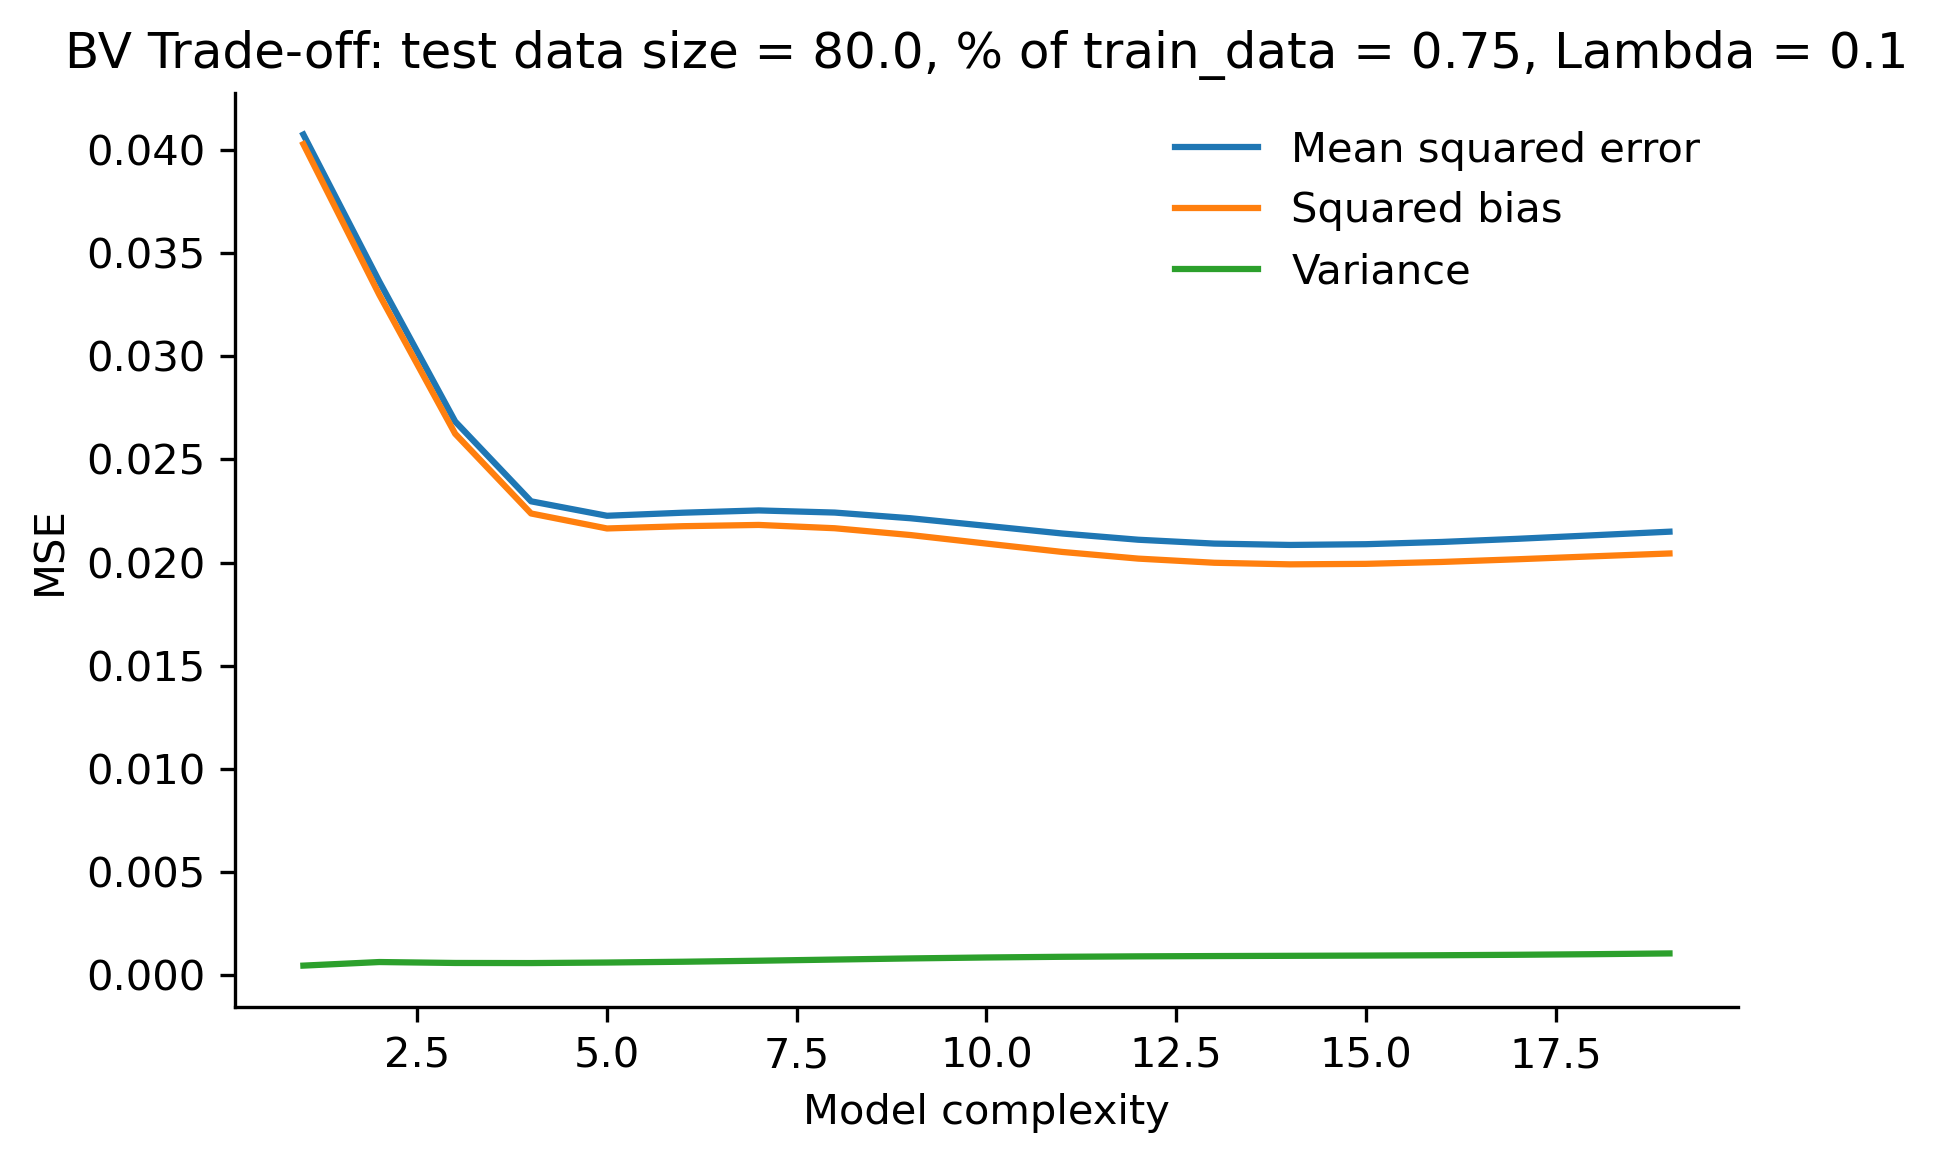 BV Trade-off: test data size = 80.0, % of train_data = 0.75, Lambda = 0.1
Mean squared error
Squared bias
Variance
0.040
0.035
0.030
0.025
0.020
0.015
0.010
0.005
0.000
MSE
2.5 5.0 7.5 10.0 12.5 15.0 17.5
Model complexity